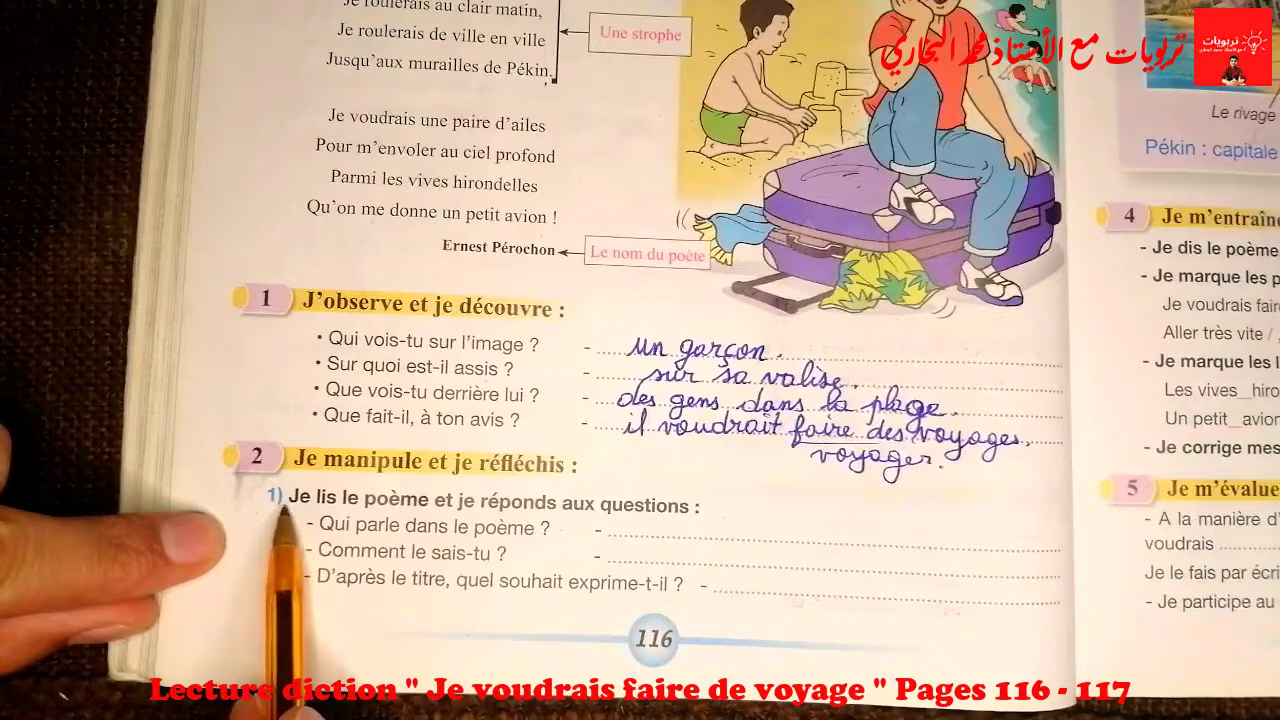 Je roulerais au clair matin,
Je roulerais de ville en ville
Jusqu'aux murailles de Pékin.
Une strophe
Je voudrais une paire d'ailes
Pour m'envoler au ciel profond
Parmi les vives hirondelles
Qu'on me donne un petit avion !
Ernest Pérochon
Le nom du poète
1 J'observe et je découvre :
• Qui vois-tu sur l'image ? - un garçon.
• Sur quoi est-il assis ? - sur sa valise.
• Que vois-tu derrière lui ? - des gens dans la plage.
• Que fait-il, à ton avis ? - il voudrait faire des voyages.
voyager.
2 Je manipule et je réfléchis :
1) Je lis le poème et je réponds aux questions :
- Qui parle dans le poème ? -
- Comment le sais-tu ? -
- D'après le titre, quel souhait exprime-t-il ? -
116
تربويات مع الأستاذ محمد البجاري
تربويات
Le rivage
Pékin : capitale
4 Je m'entraîne
- Je dis le poème
- Je marque les p
Je voudrais faire
Aller très vite /
- Je marque les l
Les vives_hiro
Un petit_avion
- Je corrige mes
5 Je m'évalue
- A la manière d'
voudrais
Je le fais par écri
- Je participe au
Lecture diction " Je voudrais faire de voyage " Pages 116 - 117